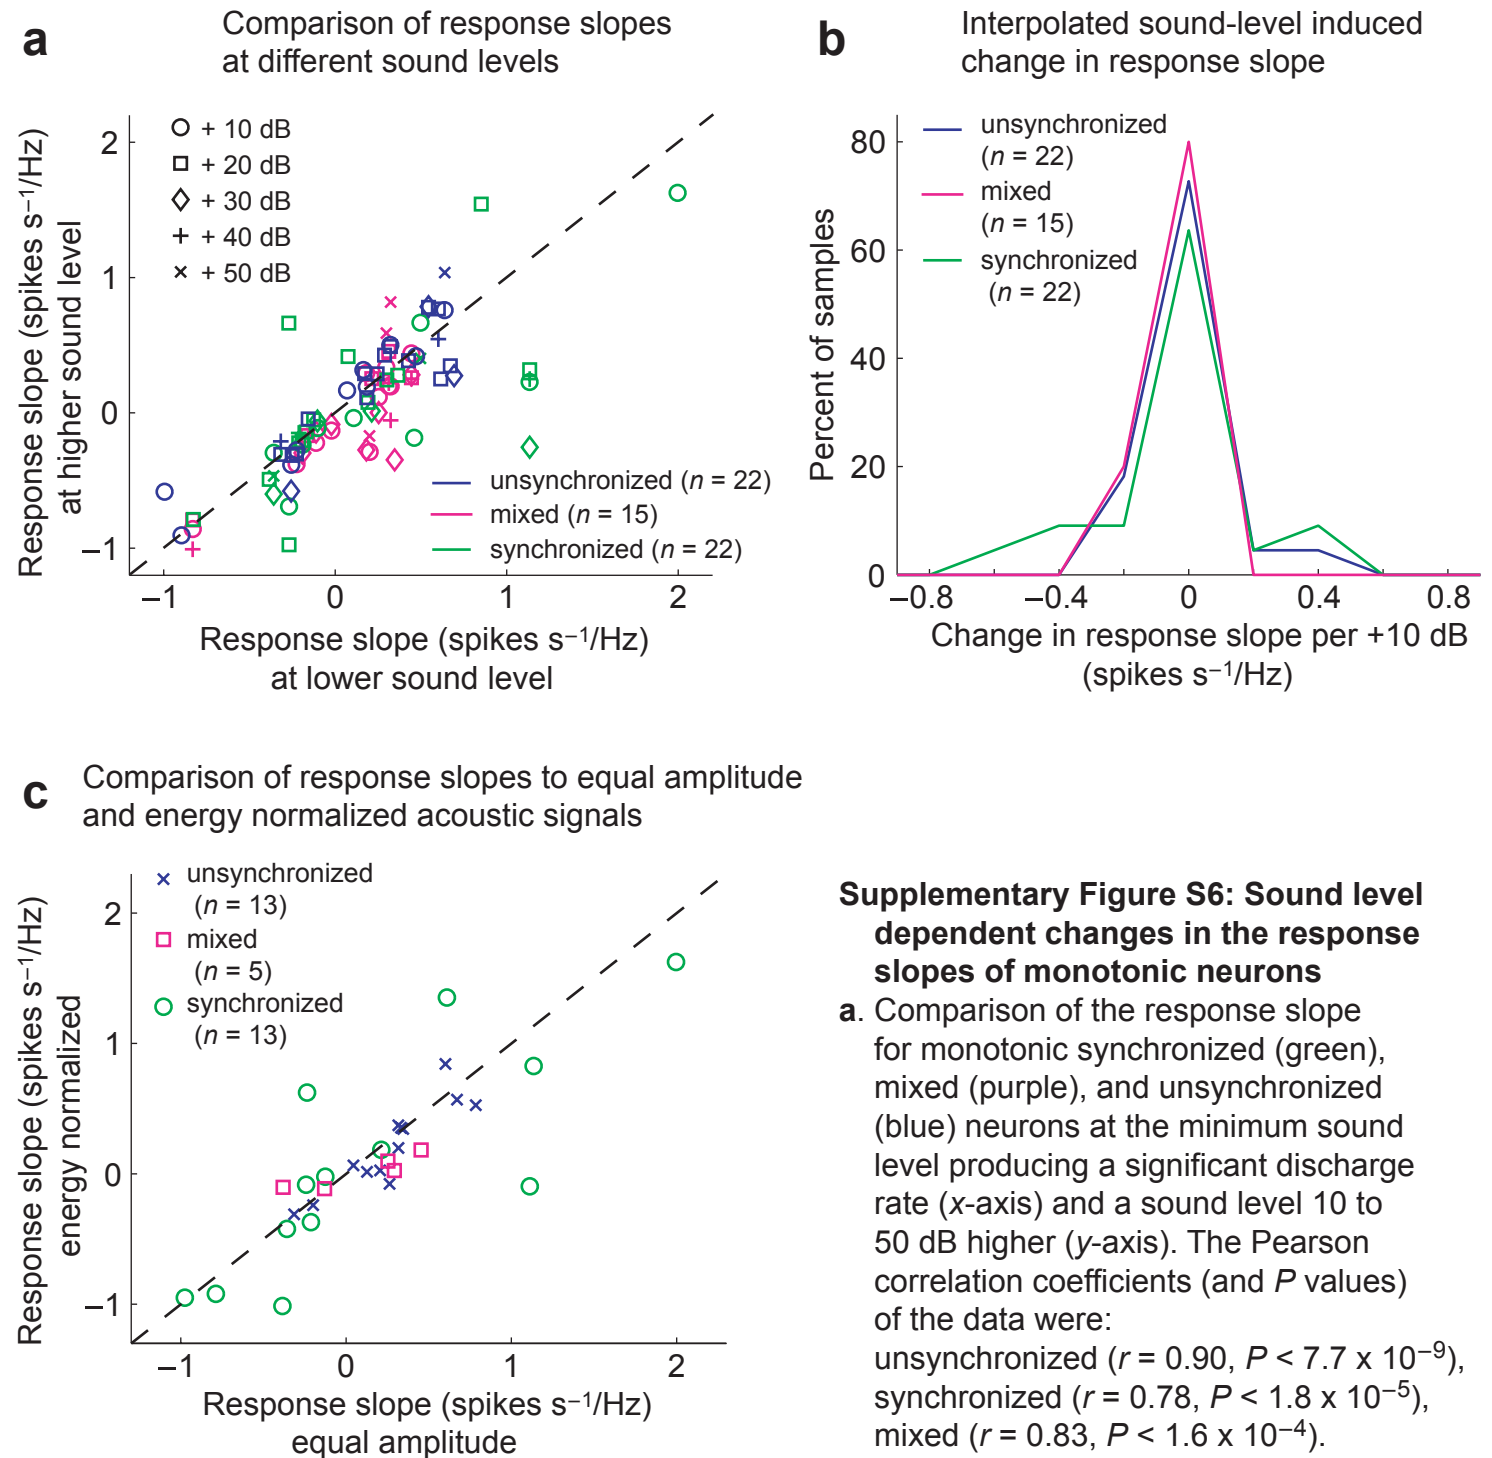 a
Comparison of response slopes
at different sound levels
Response slope (spikes s⁻¹/Hz)
at higher sound level
2
1
0
−1
+ 10 dB
+ 20 dB
+ 30 dB
+ 40 dB
+ 50 dB
unsynchronized (n = 22)
mixed (n = 15)
synchronized (n = 22)
−1 0 1 2
Response slope (spikes s⁻¹/Hz)
at lower sound level
b
Interpolated sound-level induced
change in response slope
Percent of samples
80
60
40
20
0
unsynchronized
(n = 22)
mixed
(n = 15)
synchronized
(n = 22)
−0.8 −0.4 0 0.4 0.8
Change in response slope per +10 dB
(spikes s⁻¹/Hz)
c
Comparison of response slopes to equal amplitude
and energy normalized acoustic signals
Response slope (spikes s⁻¹/Hz)
energy normalized
2
1
0
−1
unsynchronized
(n = 13)
mixed
(n = 5)
synchronized
(n = 13)
−1 0 1 2
Response slope (spikes s⁻¹/Hz)
equal amplitude
Supplementary Figure S6: Sound level
dependent changes in the response
slopes of monotonic neurons
a. Comparison of the response slope
for monotonic synchronized (green),
mixed (purple), and unsynchronized
(blue) neurons at the minimum sound
level producing a significant discharge
rate (x-axis) and a sound level 10 to
50 dB higher (y-axis). The Pearson
correlation coefficients (and P values)
of the data were:
unsynchronized (r = 0.90, P < 7.7 x 10⁻⁹),
synchronized (r = 0.78, P < 1.8 x 10⁻⁵),
mixed (r = 0.83, P < 1.6 x 10⁻⁴).